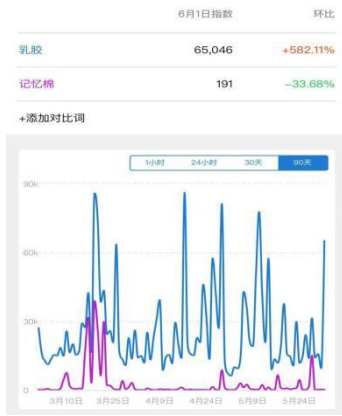 6月1日指数 环比
乳胶 65,046 +582.11%
记忆棉 191 -33.68%
+添加对比词
1小时 24小时 30天 90天
90k
60k
30k
0
3月10日 3月25日 4月9日 4月24日 5月9日 5月24日